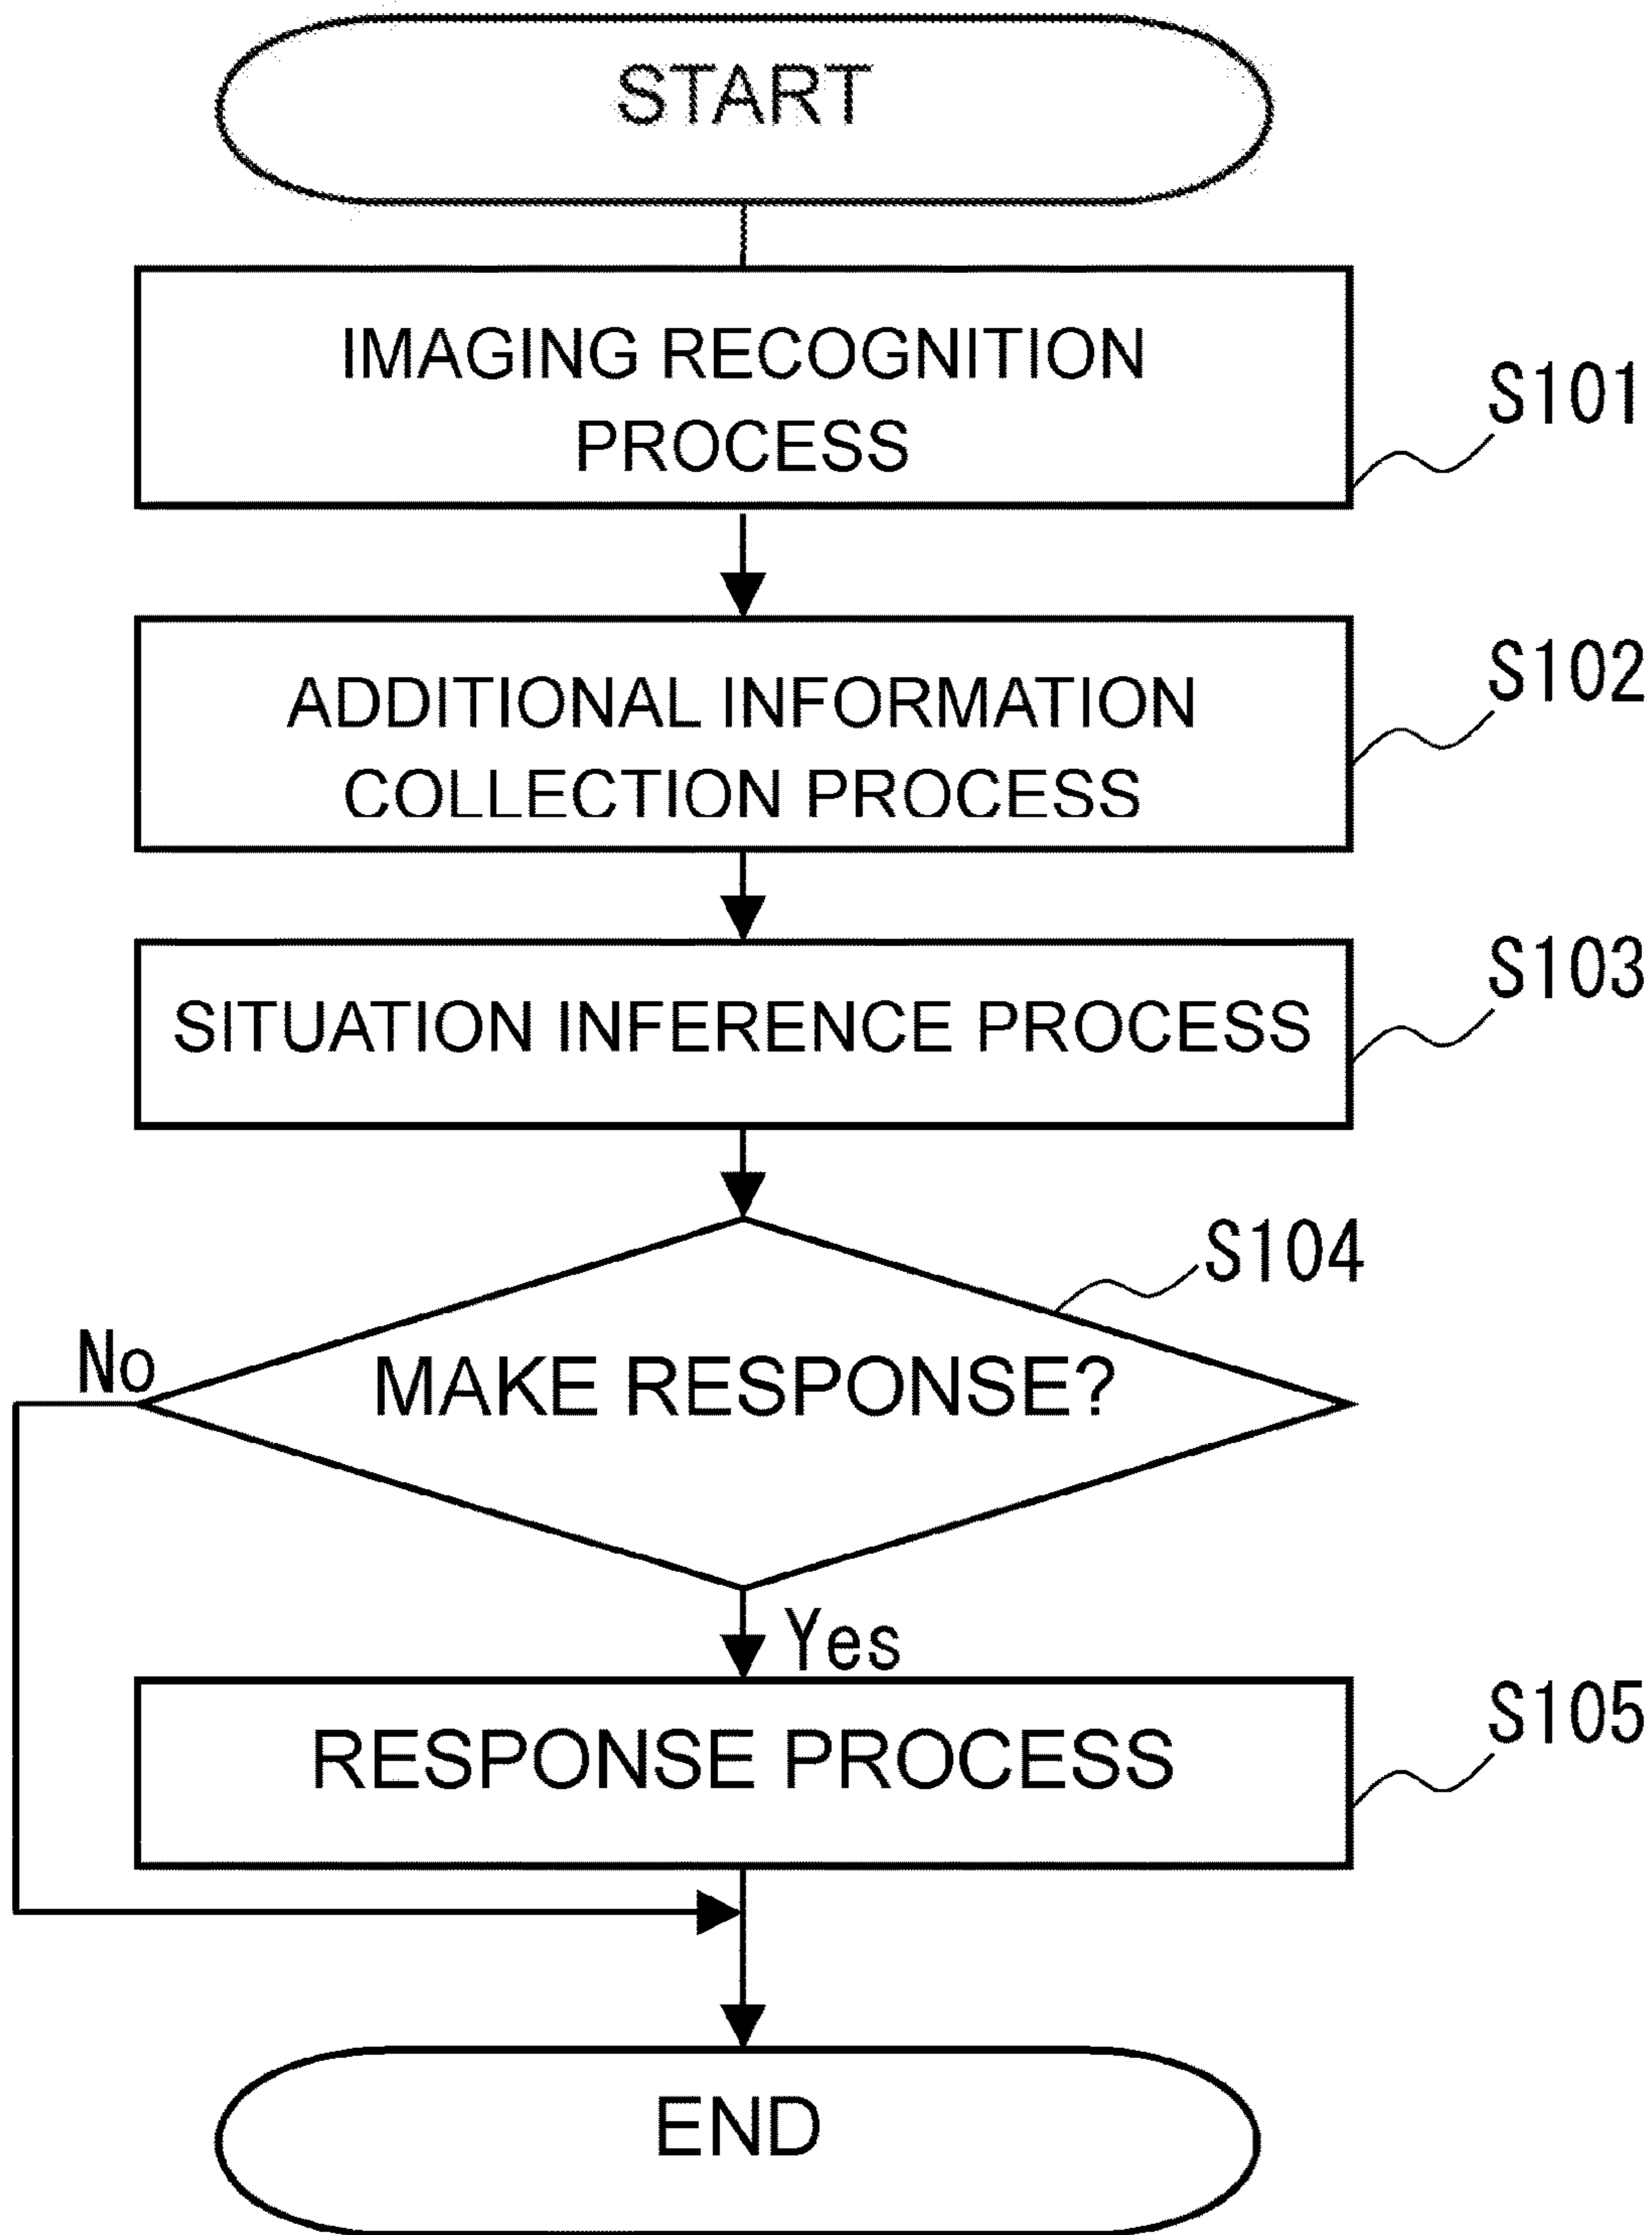 START
IMAGING RECOGNITION
PROCESS
S101
ADDITIONAL INFORMATION
COLLECTION PROCESS
S102
SITUATION INFERENCE PROCESS
S103
S104
No
MAKE RESPONSE?
Yes
RESPONSE PROCESS
S105
END